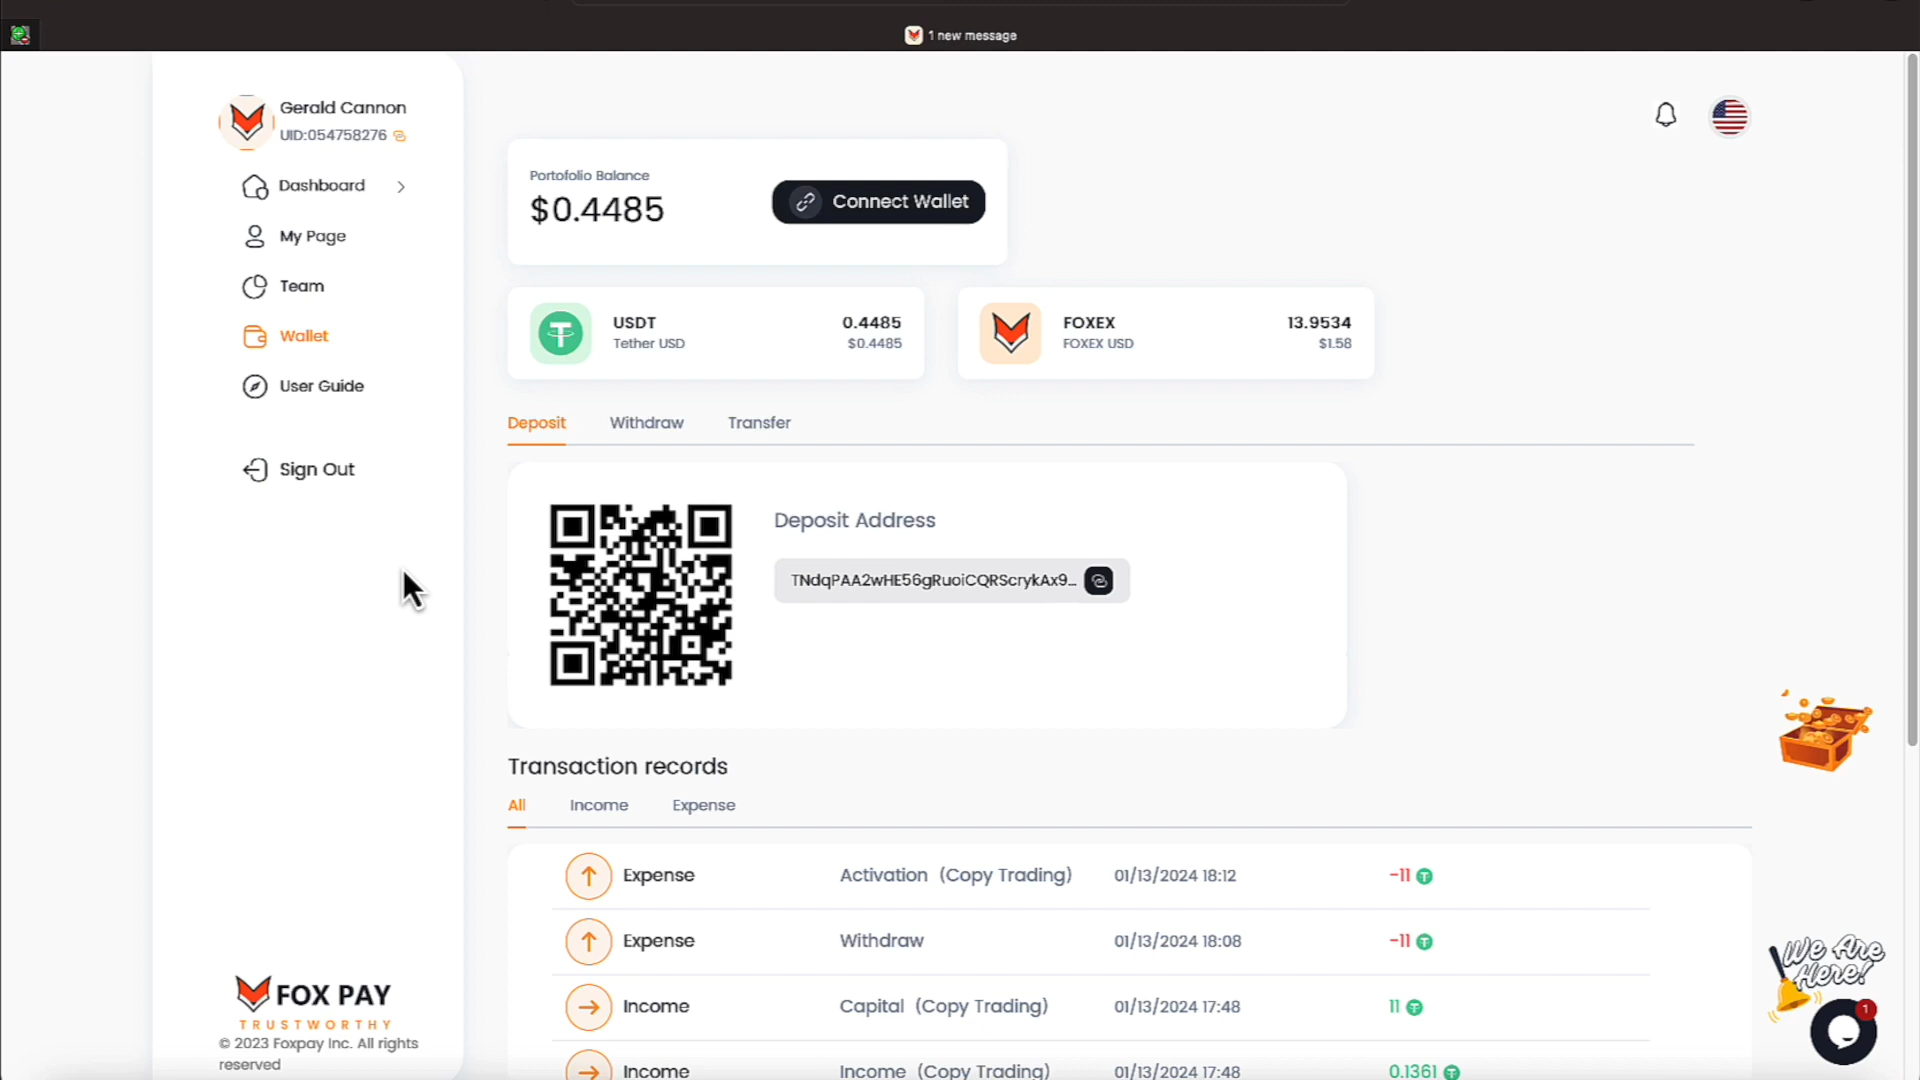 1 new message
Gerald Cannon
UID:054758276
Dashboard
My Page
Team
Wallet
User Guide
Sign Out
Portofolio Balance
$0.4485
Connect Wallet
USDT 0.4485
Tether USD $0.4485
FOXEX 13.9534
FOXEX USD $1.58
Deposit Withdraw Transfer
Deposit Address
TNdqPAA2wHE56gRuoiCQRScrykAx9...
Transaction records
All Income Expense
Expense Activation (Copy Trading) 01/13/2024 18:12 -11
Expense Withdraw 01/13/2024 18:08 -11
Income Capital (Copy Trading) 01/13/2024 17:48 11
Income Income (Copy Trading) 01/13/2024 17:48 0.1361
FOX PAY
TRUSTWORTHY
© 2023 Foxpay Inc. All rights
reserved
We Are
Here!
1